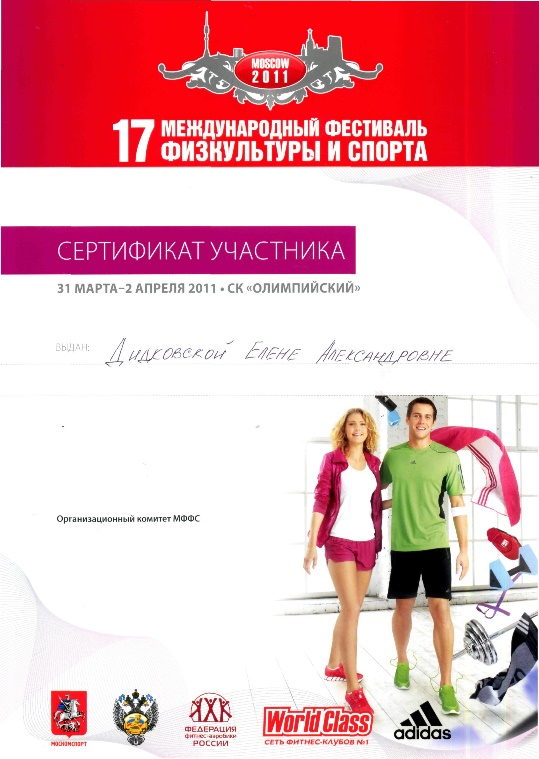 MOSCOW
2011
17 МЕЖДУНАРОДНЫЙ ФЕСТИВАЛЬ
ФИЗКУЛЬТУРЫ И СПОРТА
СЕРТИФИКАТ УЧАСТНИКА
31 МАРТА–2 АПРЕЛЯ 2011 • СК «ОЛИМПИЙСКИЙ»
ВЫДАН: Дидковской Елене Александровне
Организационный комитет МФФС
МОСКОМСПОРТ
ФЕДЕРАЦИЯ
фитнес-аэробики
РОССИИ
World Class
СЕТЬ ФИТНЕС-КЛУБОВ №1
adidas